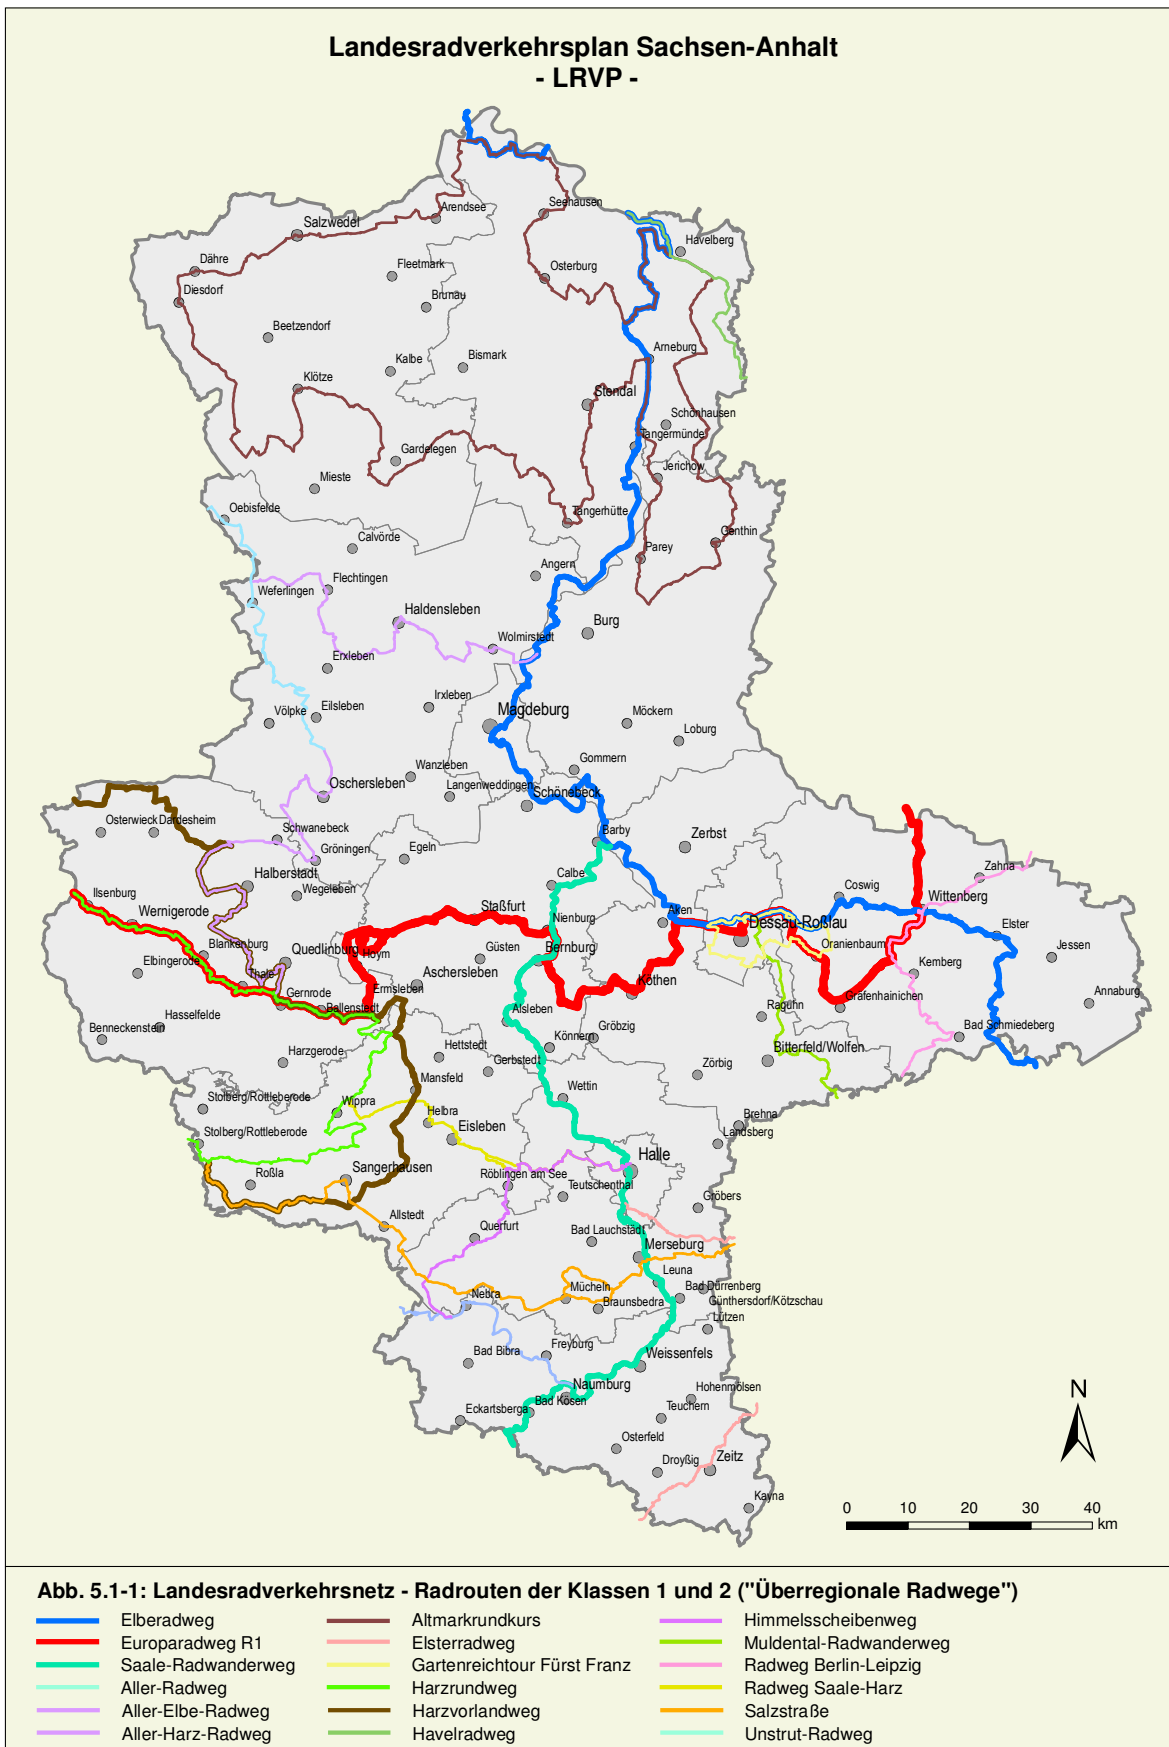 Landesradverkehrsplan Sachsen-Anhalt
- LRVP -
Seehausen
Arendsee
Salzwedel
Havelberg
Dähre
Fleetmark
Osterburg
Diesdorf
Brunau
Beetzendorf
Arneburg
Kalbe
Bismark
Klötze
Stendal
Schönhausen
Tangermünde
Gardelegen
Jerichow
Mieste
Oebisfelde
Tangerhütte
Calvörde
Genthin
Parey
Angern
Flechtingen
Weferlingen
Haldensleben
Burg
Wolmirstedt
Erxleben
Irxleben
Magdeburg
Völpke
Eilsleben
Möckern
Loburg
Gommern
Wanzleben
Oschersleben
Langenweddingen
Schönebeck
Osterwieck
Dardesheim
Schwanebeck
Barby
Zerbst
Gröningen
Egeln
Zahna
Halberstadt
Calbe
Wegeleben
Coswig
Wittenberg
Ilsenburg
Wernigerode
Staßfurt
Nienburg
Aken
Dessau-Roßlau
Elster
Blankenburg
Quedlinburg
Hoym
Güsten
Bernburg
Oranienbaum
Jessen
Elbingerode
Thale
Aschersleben
Köthen
Kemberg
Gernrode
Ermsleben
Ballenstedt
Gräfenhainichen
Annaburg
Hasselfelde
Alsleben
Raguhn
Benneckenstein
Könnern
Gröbzig
Bad Schmiedeberg
Harzgerode
Hettstedt
Gerbstedt
Bitterfeld/Wolfen
Zörbig
Mansfeld
Wettin
Stolberg/Rottleberode
Wippra
Helbra
Brehna
Stolberg/Rottleberode
Eisleben
Landsberg
Halle
Roßla
Sangerhausen
Röblingen am See
Teutschenthal
Gröbers
Allstedt
Querfurt
Bad Lauchstädt
Merseburg
Leuna
Nebra
Mücheln
Bad Dürrenberg
Braunsbedra
Günthersdorf/Kötzschau
Lützen
Freyburg
Bad Bibra
Weissenfels
Naumburg
Hohenmölsen
Bad Kösen
Eckartsberga
Teuchern
Osterfeld
Droyßig
Zeitz
Kayna
N
0 10 20 30 40
km
Abb. 5.1-1: Landesradverkehrsnetz - Radrouten der Klassen 1 und 2 ("Überregionale Radwege")
Elberadweg
Europaradweg R1
Saale-Radwanderweg
Aller-Radweg
Aller-Elbe-Radweg
Aller-Harz-Radweg
Altmarkrundkurs
Elsterradweg
Gartenreichtour Fürst Franz
Harzrundweg
Harzvorlandweg
Havelradweg
Himmelsscheibenweg
Muldental-Radwanderweg
Radweg Berlin-Leipzig
Radweg Saale-Harz
Salzstraße
Unstrut-Radweg